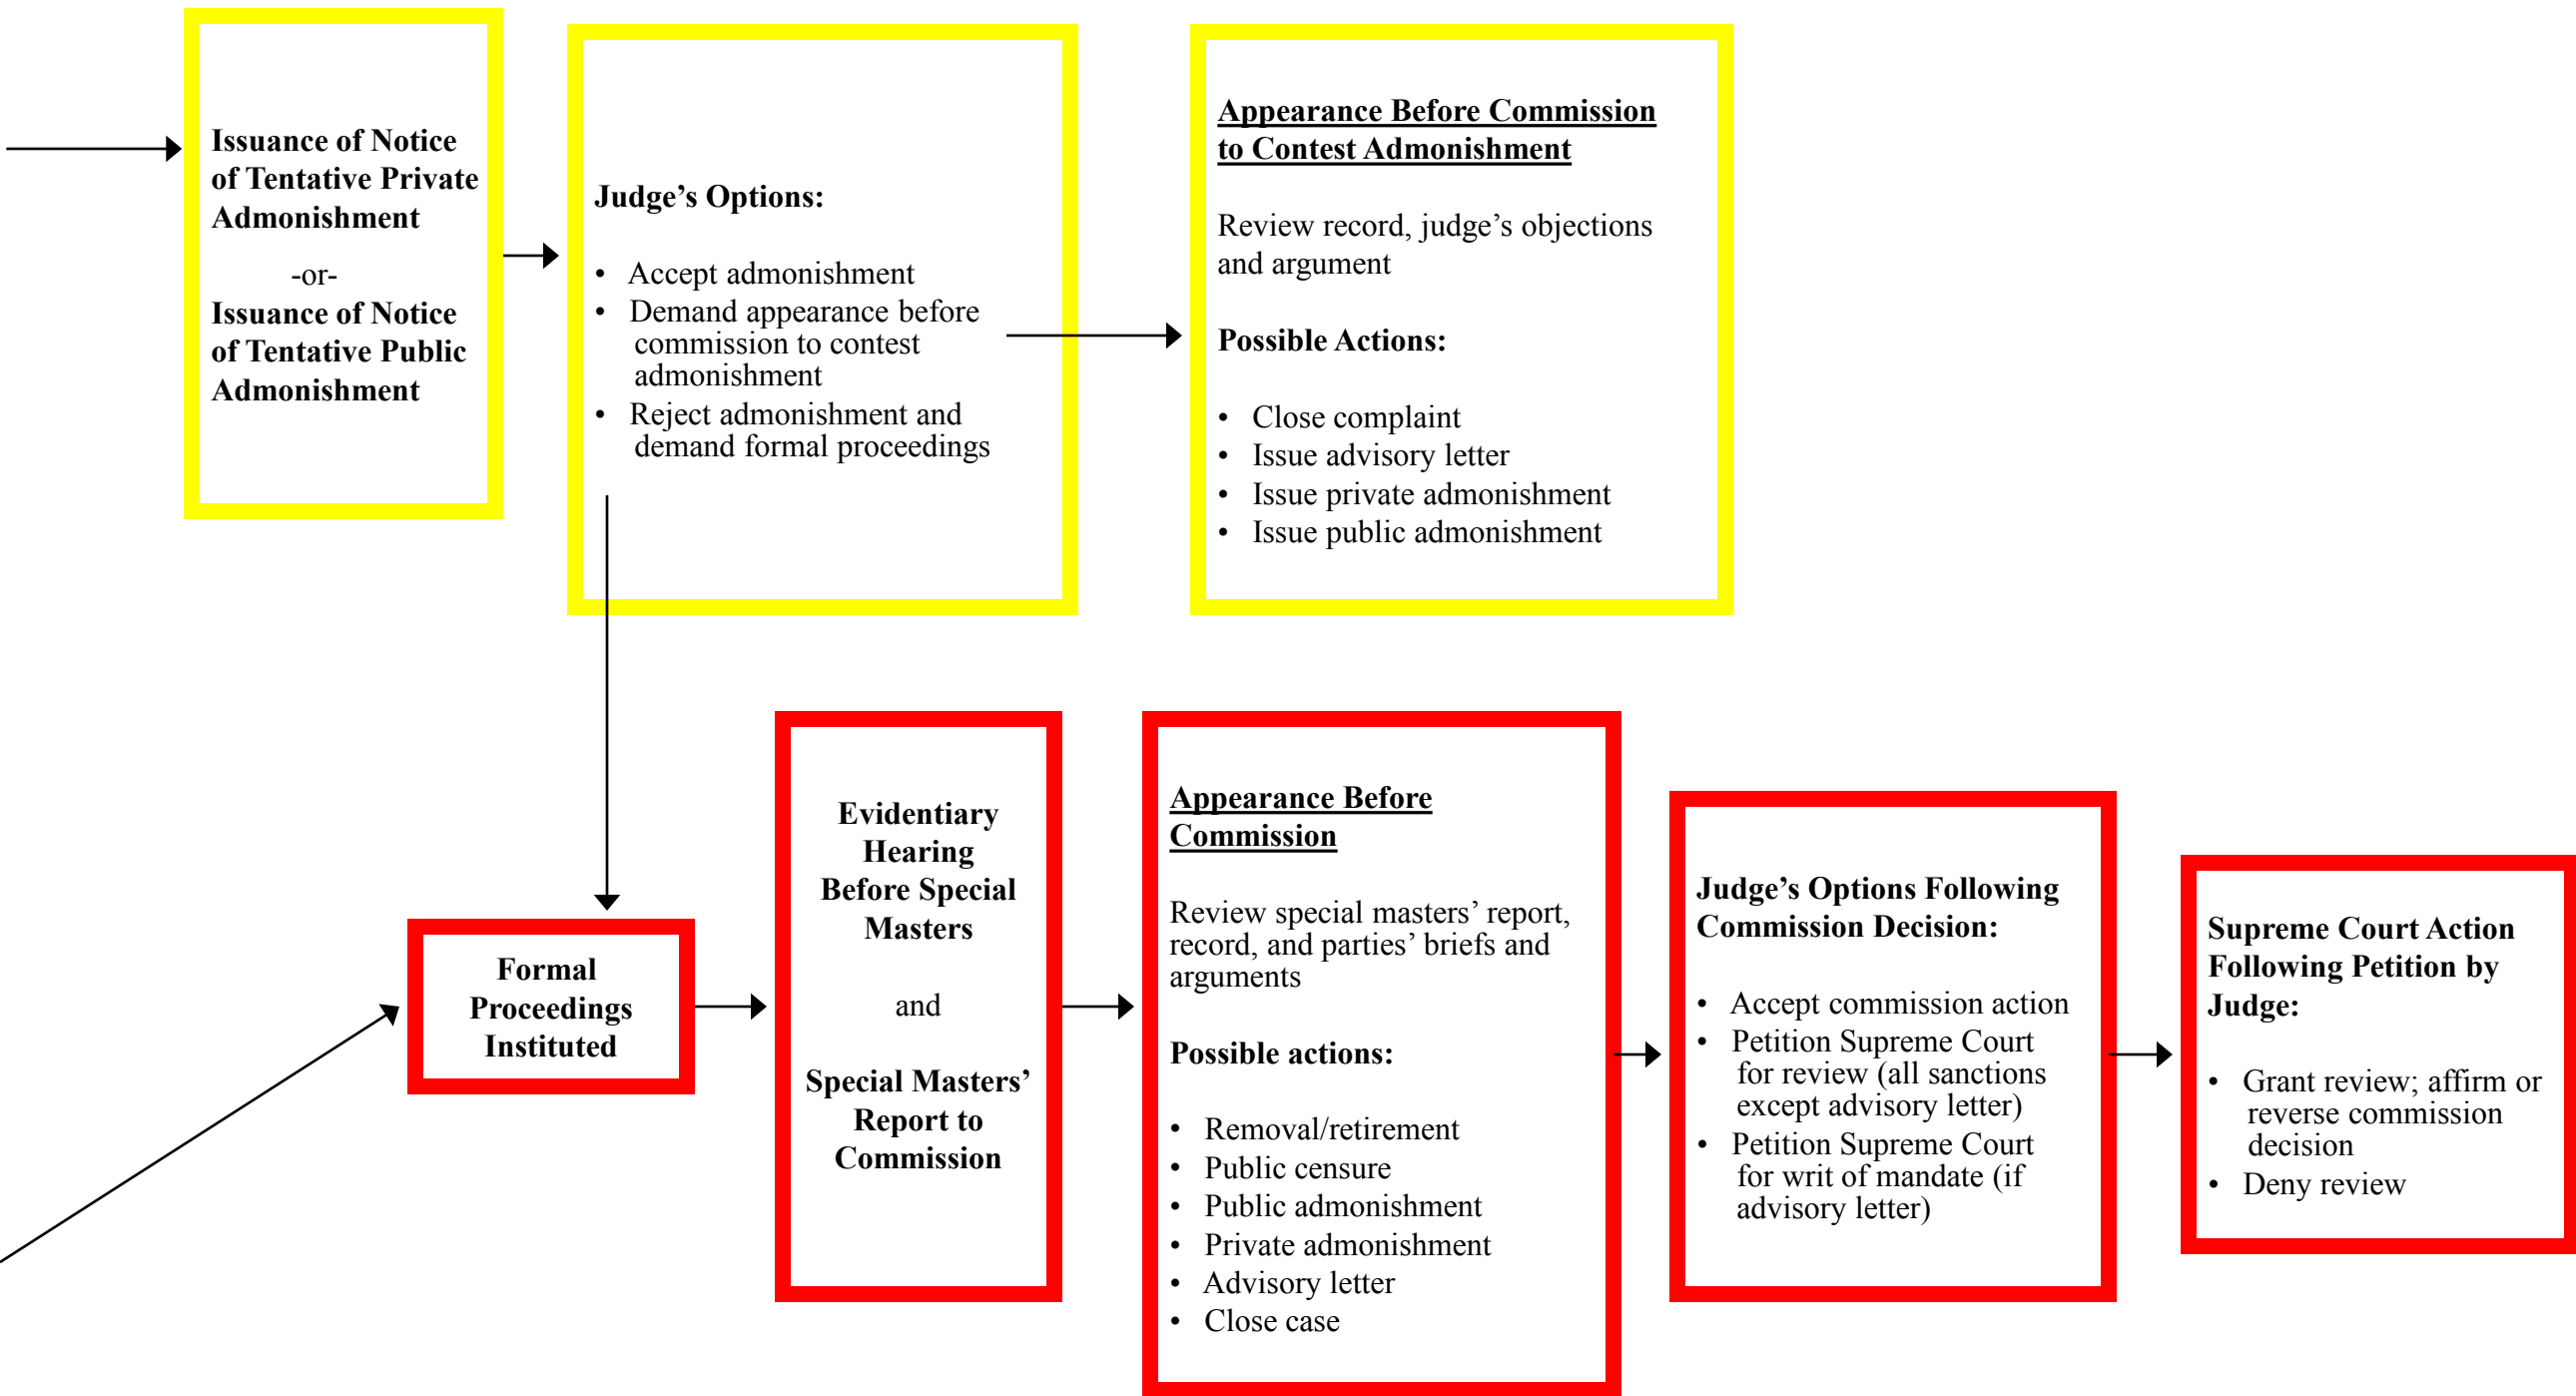 Issuance of Notice
of Tentative Private
Admonishment
-or-
Issuance of Notice
of Tentative Public
Admonishment
Judge’s Options:
• Accept admonishment
• Demand appearance before
commission to contest
admonishment
• Reject admonishment and
demand formal proceedings
Appearance Before Commission
to Contest Admonishment
Review record, judge’s objections
and argument
Possible Actions:
• Close complaint
• Issue advisory letter
• Issue private admonishment
• Issue public admonishment
Formal
Proceedings
Instituted
Evidentiary
Hearing
Before Special
Masters
and
Special Masters’
Report to
Commission
Appearance Before
Commission
Review special masters’ report,
record, and parties’ briefs and
arguments
Possible actions:
• Removal/retirement
• Public censure
• Public admonishment
• Private admonishment
• Advisory letter
• Close case
Judge’s Options Following
Commission Decision:
• Accept commission action
• Petition Supreme Court
for review (all sanctions
except advisory letter)
• Petition Supreme Court
for writ of mandate (if
advisory letter)
Supreme Court Action
Following Petition by
Judge:
• Grant review; affirm or
reverse commission
decision
• Deny review